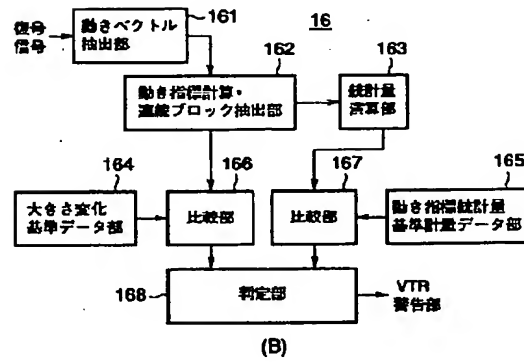 復号
信号
161
動きベクトル
抽出部
16
162
動き指標計算・
連続ブロック抽出部
163
統計量
演算部
164
大きさ変化
基準データ部
166
比較部
167
比較部
165
動き指標統計量
基準計量データ部
168
判定部
VTR
警告部
(B)